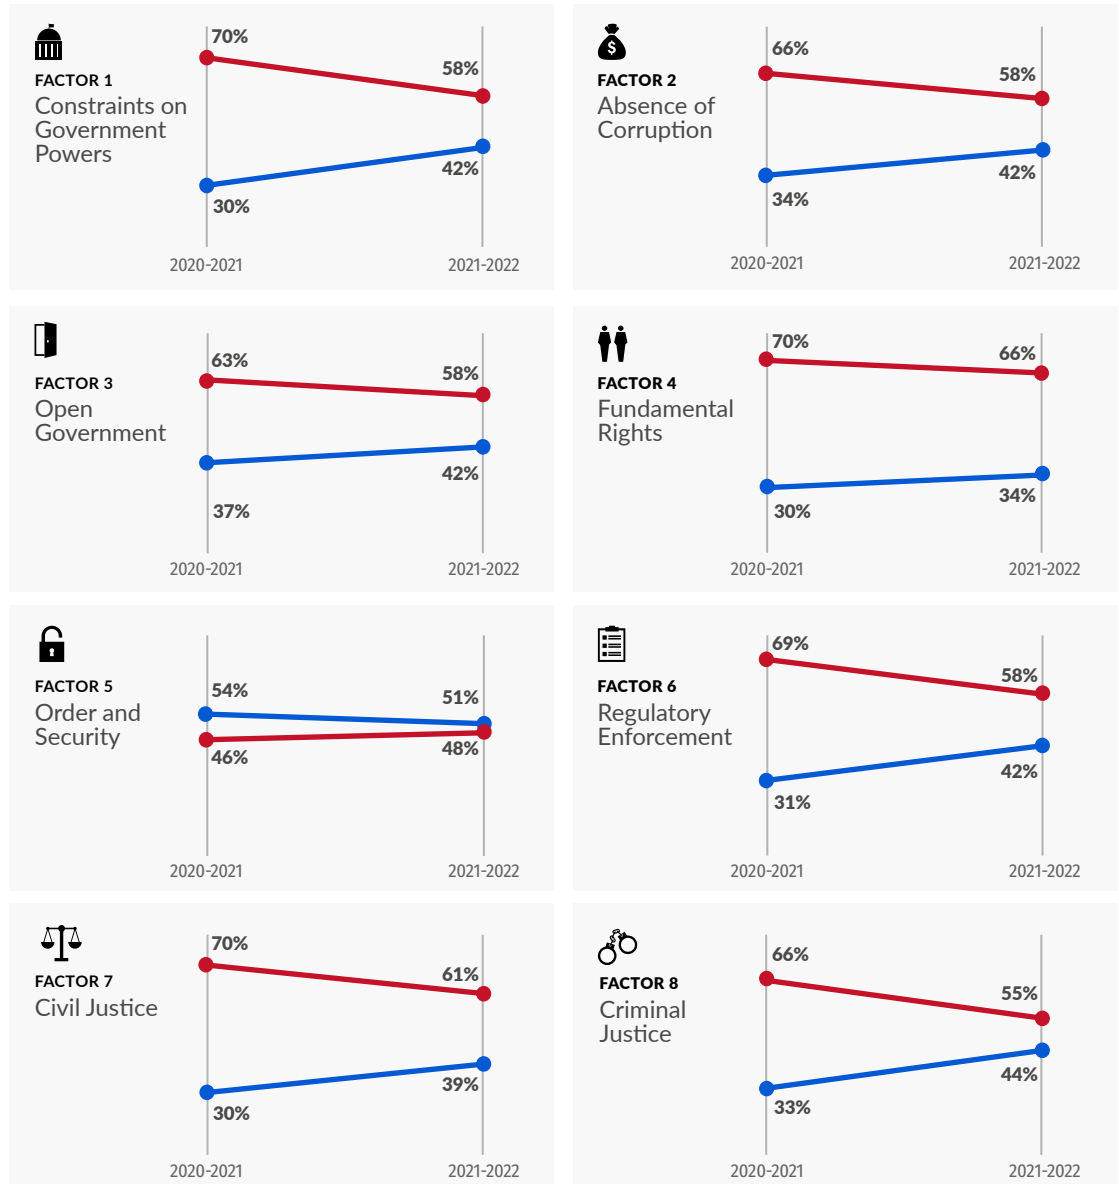 70%
58%
FACTOR 1
Constraints on
Government
Powers
42%
30%
2020-2021
2021-2022
66%
58%
FACTOR 2
Absence of
Corruption
42%
34%
2020-2021
2021-2022
63%
58%
FACTOR 3
Open
Government
42%
37%
2020-2021
2021-2022
70%
66%
FACTOR 4
Fundamental
Rights
34%
30%
2020-2021
2021-2022
54%
51%
FACTOR 5
Order and
Security
46%
48%
2020-2021
2021-2022
69%
58%
FACTOR 6
Regulatory
Enforcement
42%
31%
2020-2021
2021-2022
70%
61%
FACTOR 7
Civil Justice
39%
30%
2020-2021
2021-2022
66%
55%
FACTOR 8
Criminal
Justice
44%
33%
2020-2021
2021-2022
$